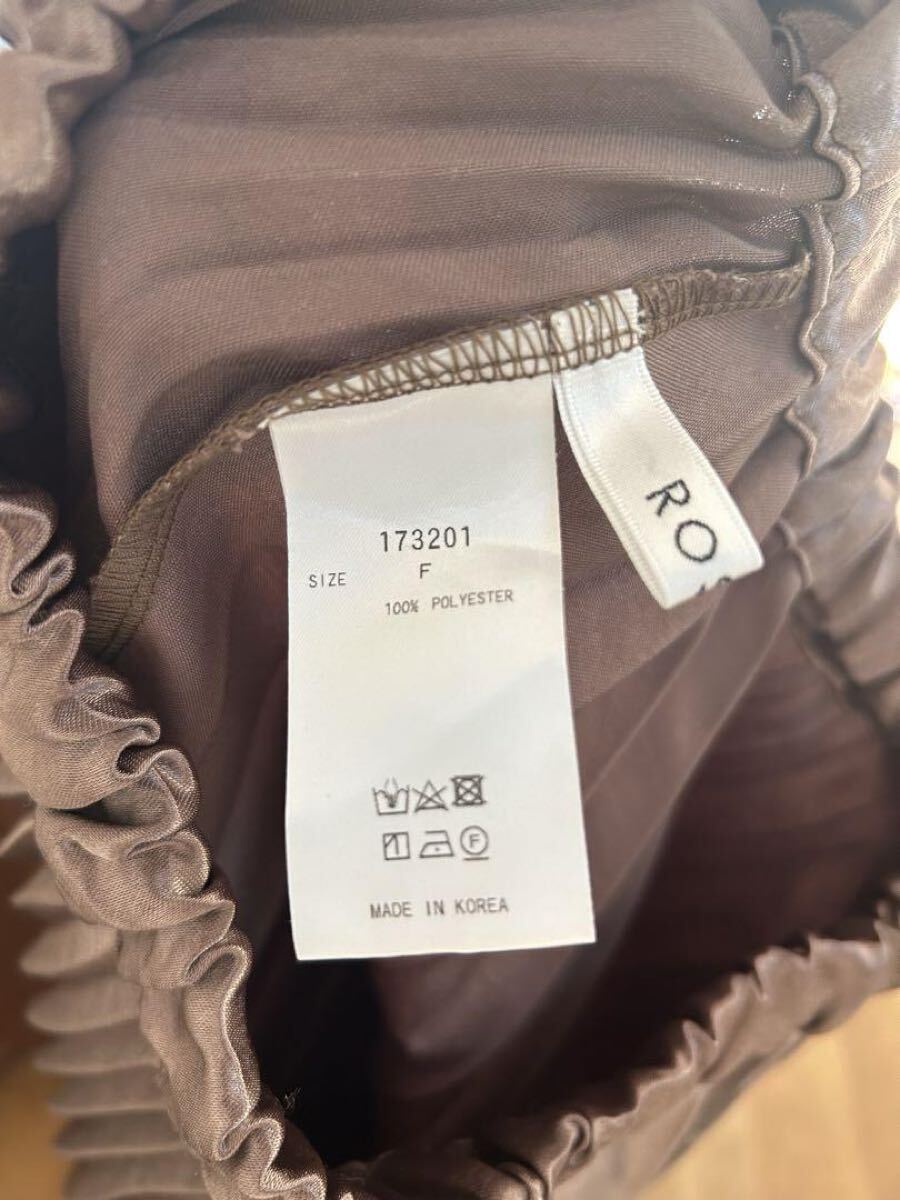 173201
SIZE F
100% POLYESTER
F
MADE IN KOREA
RO